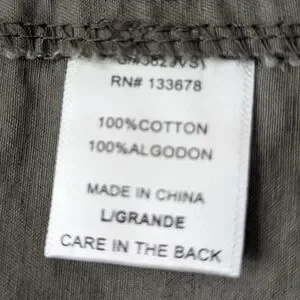 RN# 133678
100%COTTON
100%ALGODON
MADE IN CHINA
L/GRANDE
CARE IN THE BACK